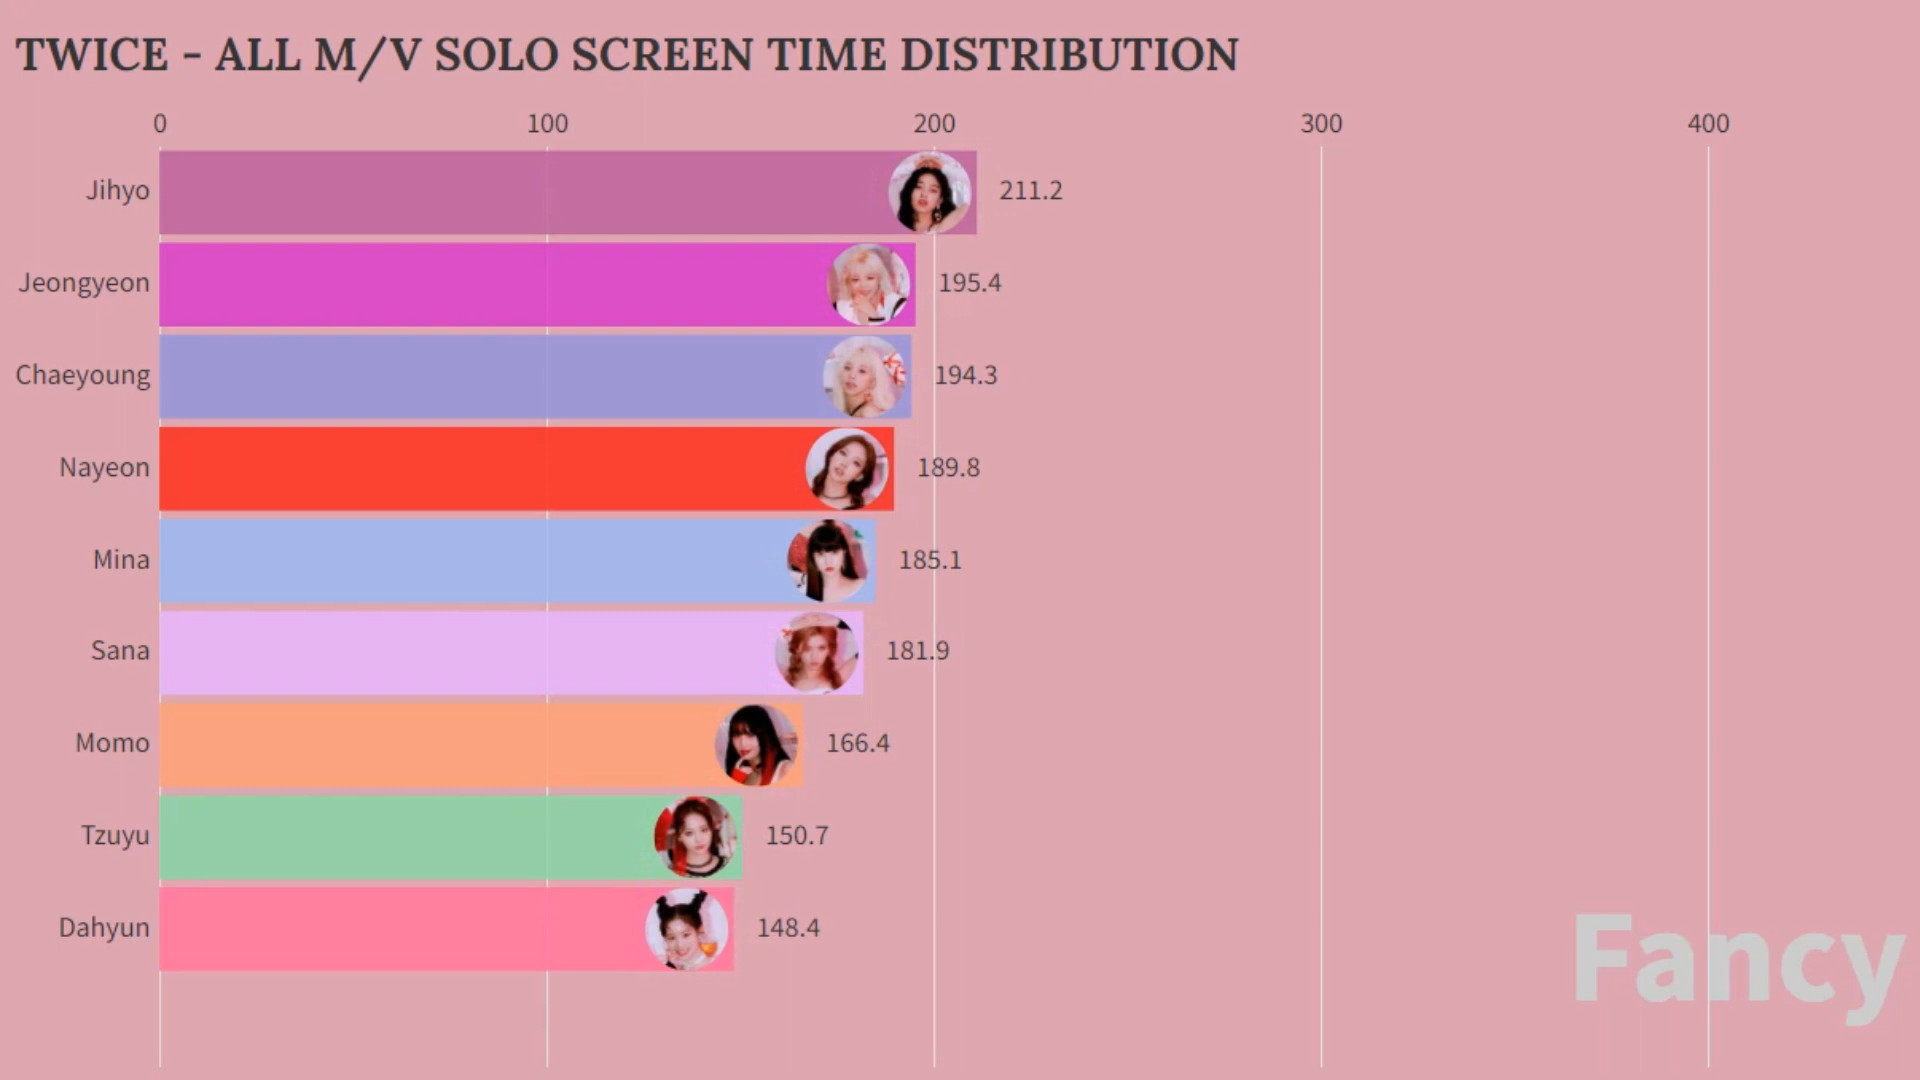 TWICE - ALL M/V SOLO SCREEN TIME DISTRIBUTION
0 100 200 300 400
Jihyo 211.2
Jeongyeon 195.4
Chaeyoung 194.3
Nayeon 189.8
Mina 185.1
Sana 181.9
Momo 166.4
Tzuyu 150.7
Dahyun 148.4
Fancy